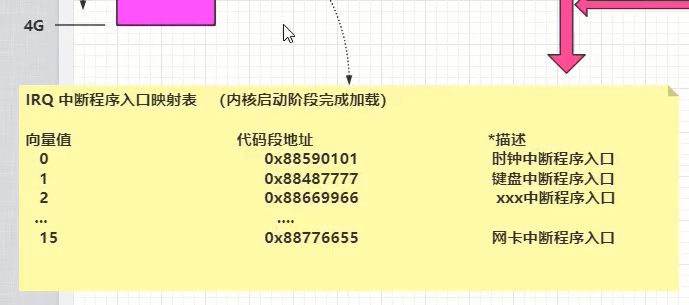 4G
IRQ 中断程序入口映射表 (内核启动阶段完成加载)
向量值 代码段地址 *描述
0 0x88590101 时钟中断程序入口
1 0x88487777 键盘中断程序入口
2 0x88669966 xxx中断程序入口
... ....
15 0x88776655 网卡中断程序入口